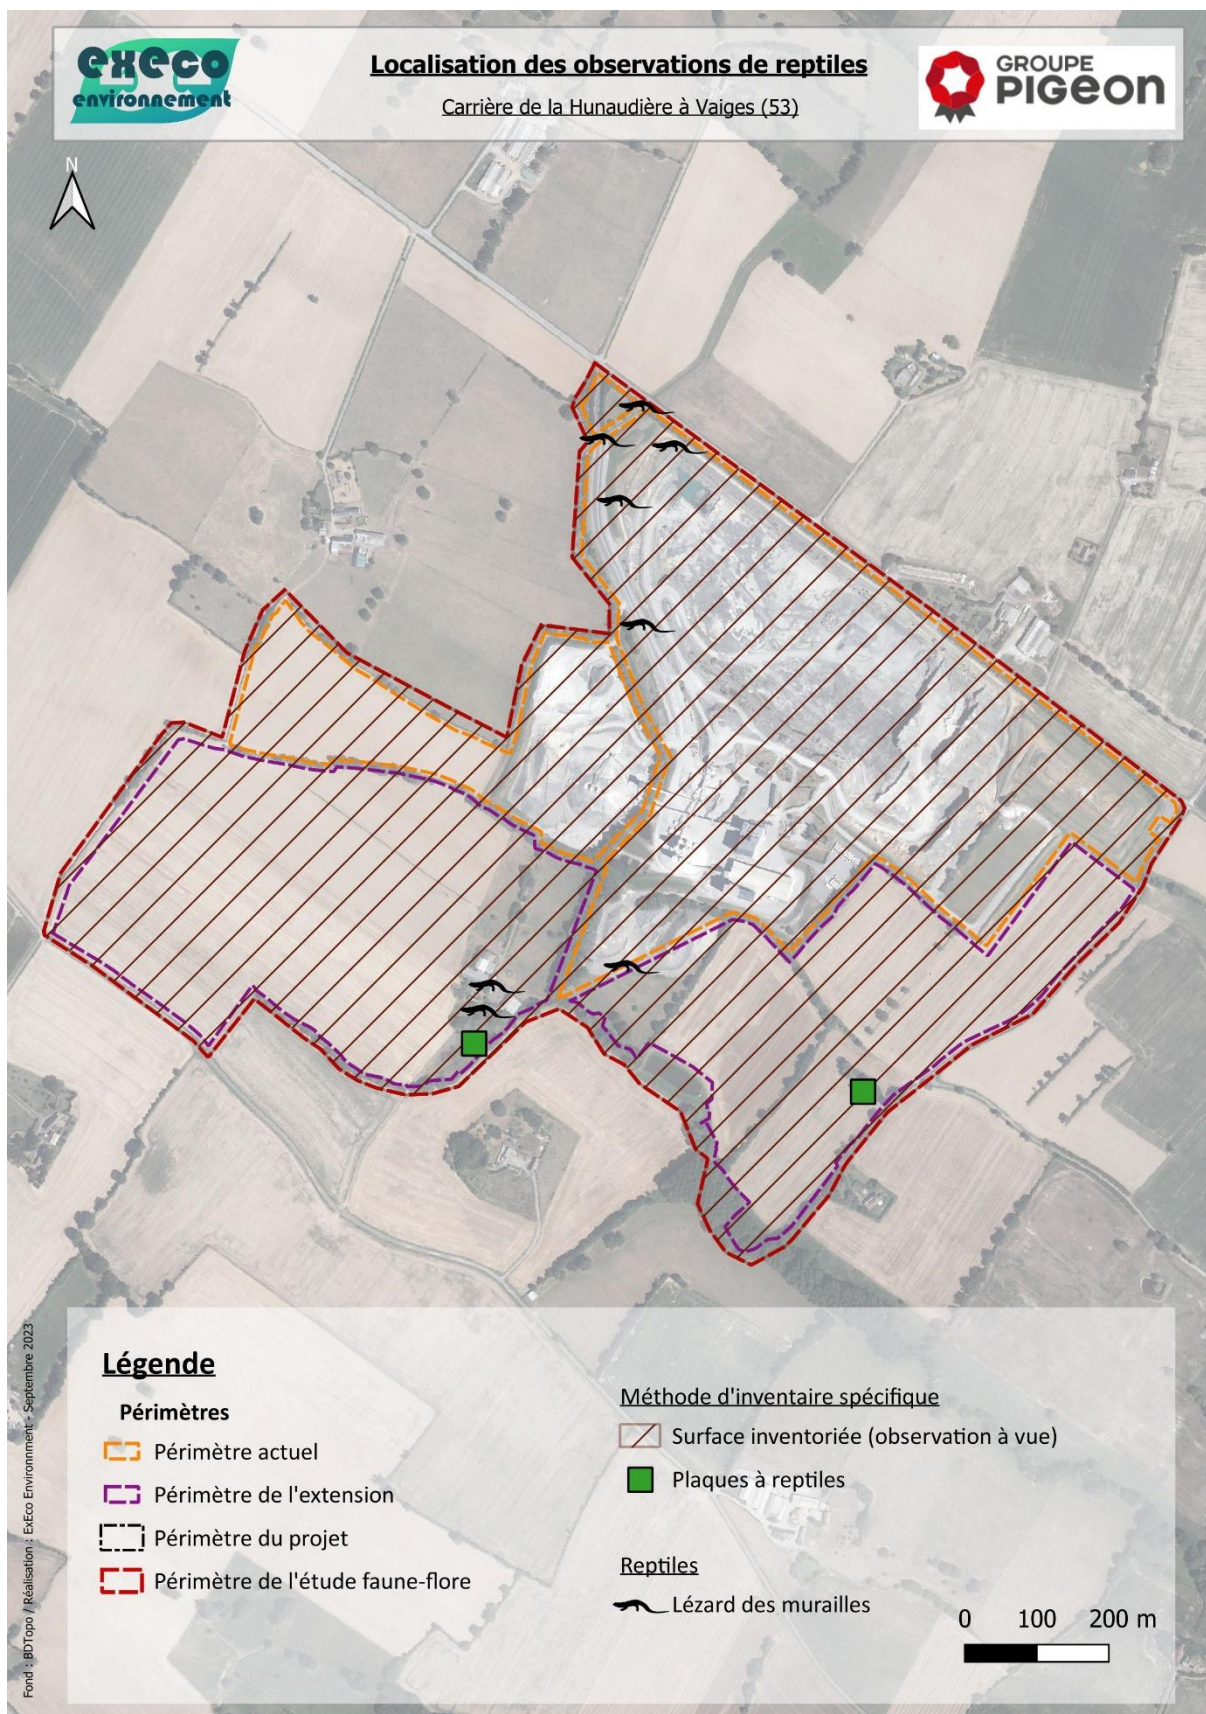 execo
environnement
Localisation des observations de reptiles
Carrière de la Hunaudière à Vaiges (53)
GROUPE
PIGEON
N
Légende
Périmètres
Périmètre actuel
Périmètre de l'extension
Périmètre du projet
Périmètre de l'étude faune-flore
Méthode d'inventaire spécifique
Surface inventoriée (observation à vue)
Plaques à reptiles
Reptiles
Lézard des murailles
0 100 200 m
Fond : BDTopo / Réalisation : ExEco Environnment - Septembre 2023